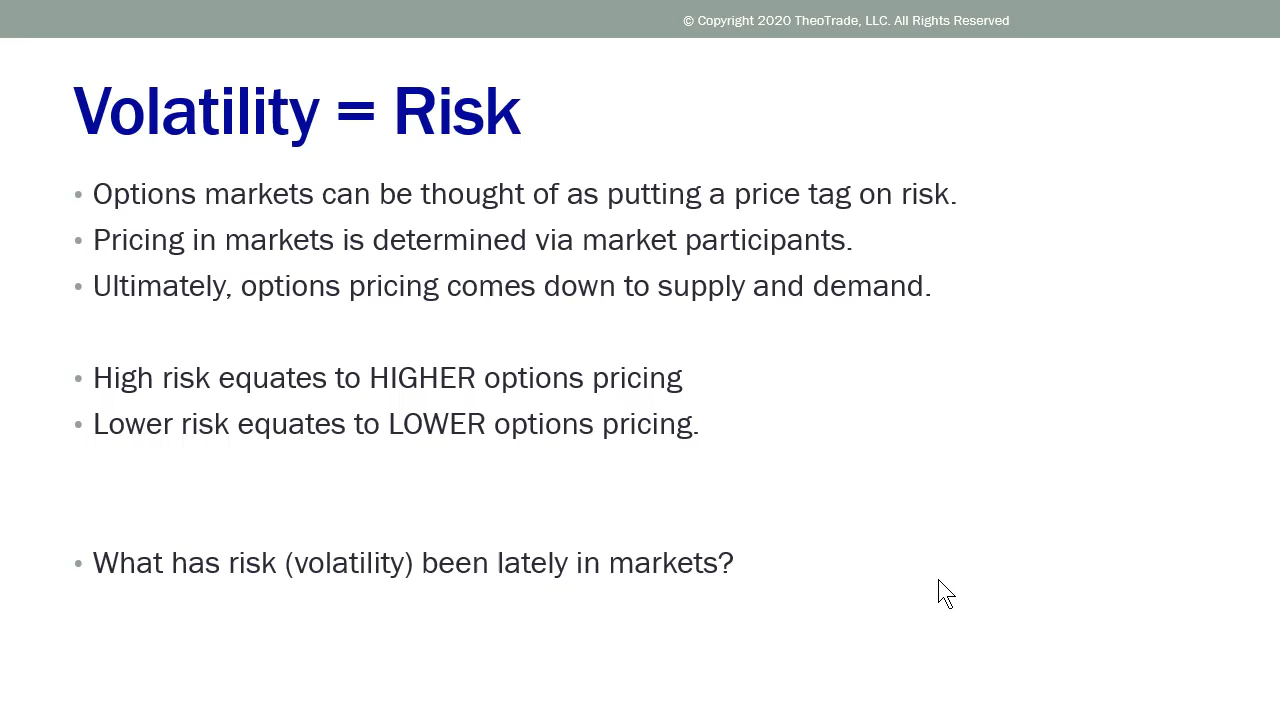 © Copyright 2020 TheoTrade, LLC. All Rights Reserved
Volatility = Risk
• Options markets can be thought of as putting a price tag on risk.
• Pricing in markets is determined via market participants.
• Ultimately, options pricing comes down to supply and demand.
• High risk equates to HIGHER options pricing
• Lower risk equates to LOWER options pricing.
• What has risk (volatility) been lately in markets?